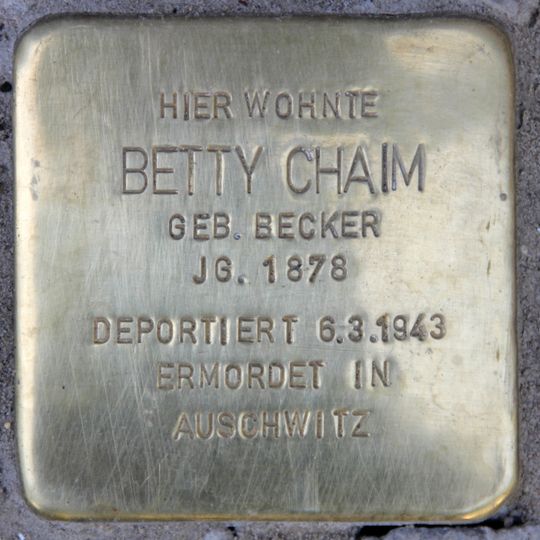 HIER WOHNTE
BETTY CHAIM
GEB. BECKER
JG. 1878
DEPORTIERT 6.3.1943
ERMORDET IN
AUSCHWITZ